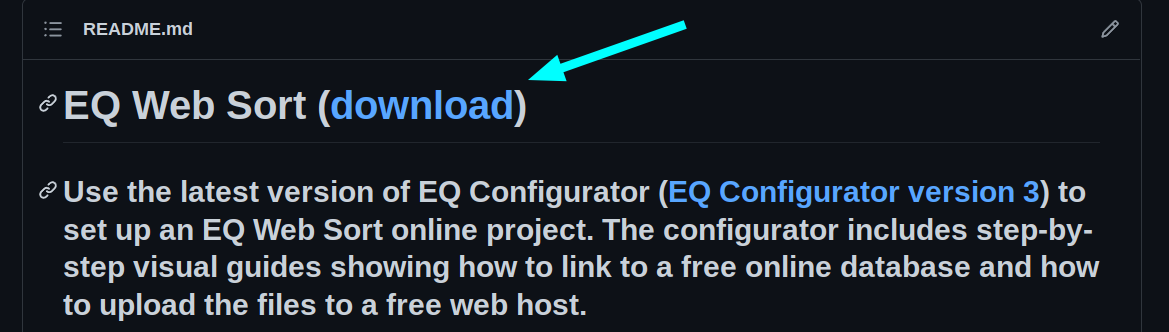 README.md
EQ Web Sort (download)
Use the latest version of EQ Configurator (EQ Configurator version 3) to
set up an EQ Web Sort online project. The configurator includes step-by-
step visual guides showing how to link to a free online database and how
to upload the files to a free web host.